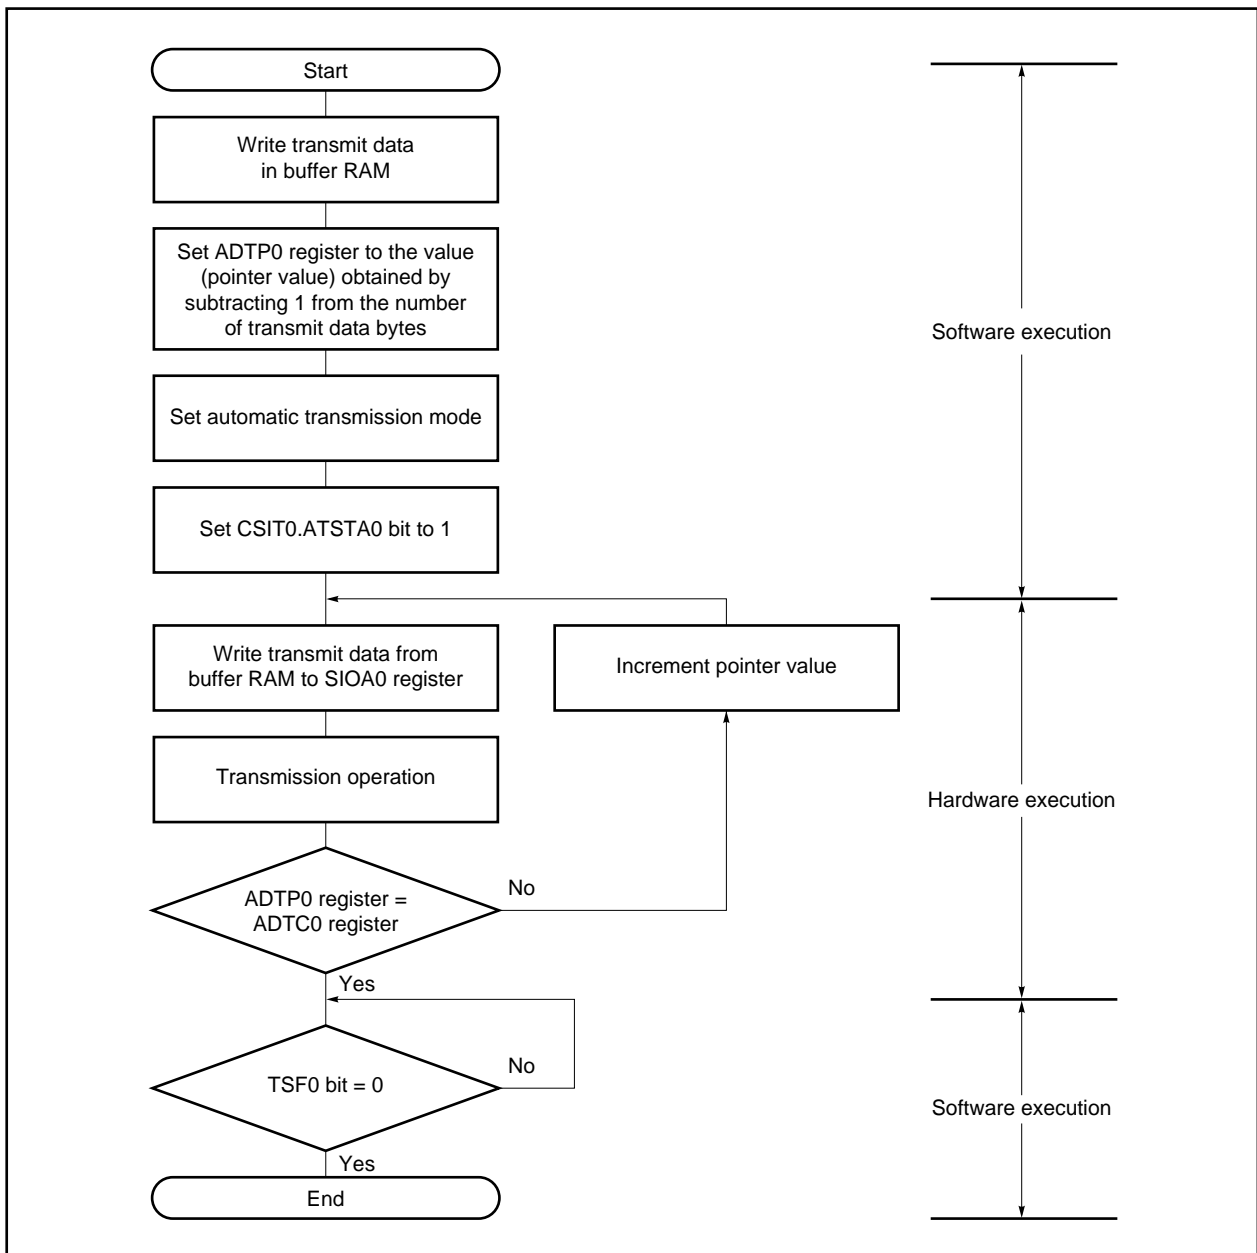 Start
Write transmit data
in buffer RAM
Set ADTP0 register to the value
(pointer value) obtained by
subtracting 1 from the number
of transmit data bytes
Software execution
Set automatic transmission mode
Set CSIT0.ATSTA0 bit to 1
Write transmit data from
buffer RAM to SIOA0 register
Increment pointer value
Transmission operation
Hardware execution
ADTP0 register =
ADTC0 register
No
Yes
TSF0 bit = 0
No
Software execution
Yes
End